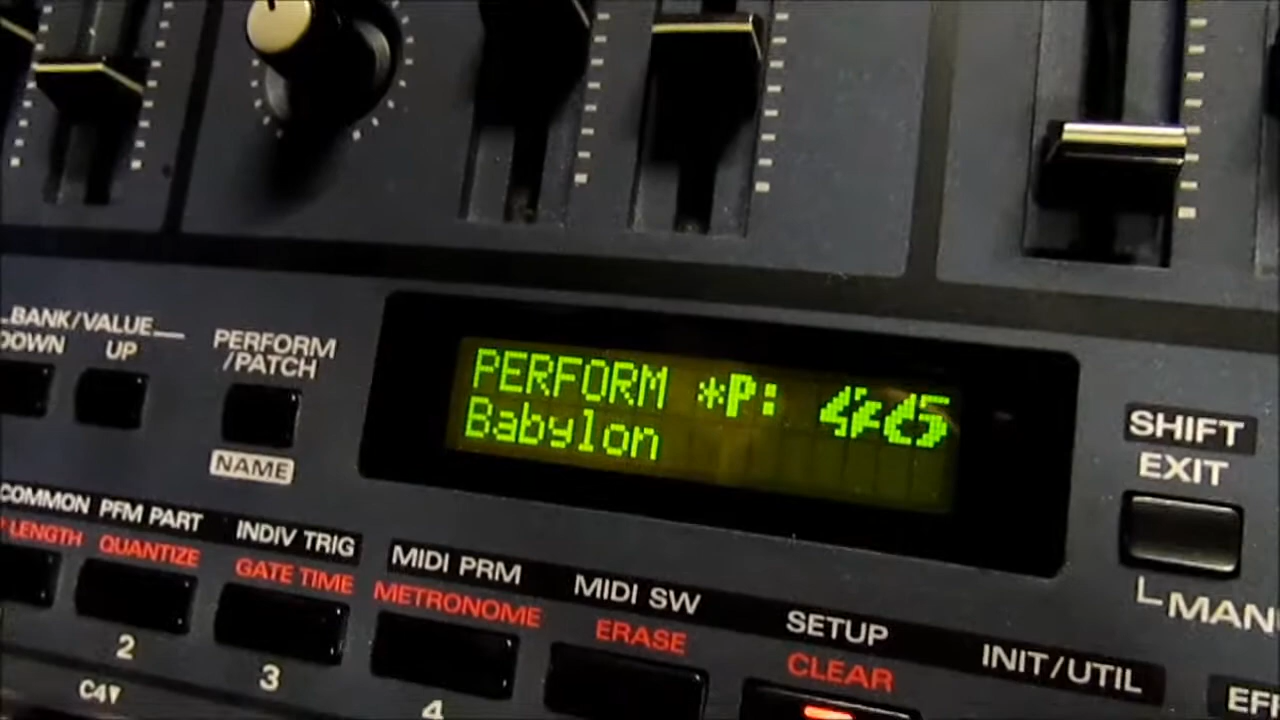 BANK/VALUE
DOWN UP
PERFORM
/PATCH
NAME
PERFORM *P:
Babylon
SHIFT
EXIT
COMMON PFM PART INDIV TRIG MIDI PRM MIDI SW SETUP INIT/UTIL
LENGTH QUANTIZE GATE TIME METRONOME ERASE CLEAR
2 3 4
C4